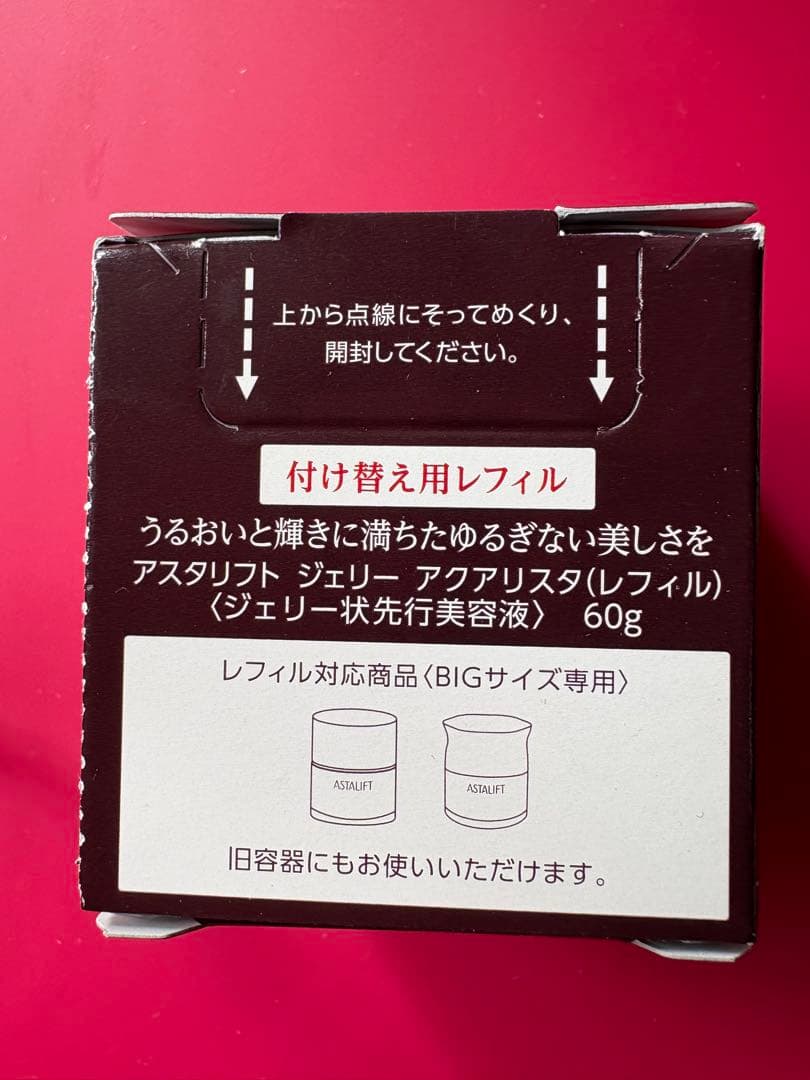 上から点線にそってめくり、
開封してください。
付け替え用レフィル
うるおいと輝きに満ちたゆるぎない美しさを
アスタリフト ジェリー アクアリスタ(レフィル)
〈ジェリー状先行美容液〉 60g
レフィル対応商品〈BIGサイズ専用〉
ASTALIFT ASTALIFT
旧容器にもお使いいただけます。